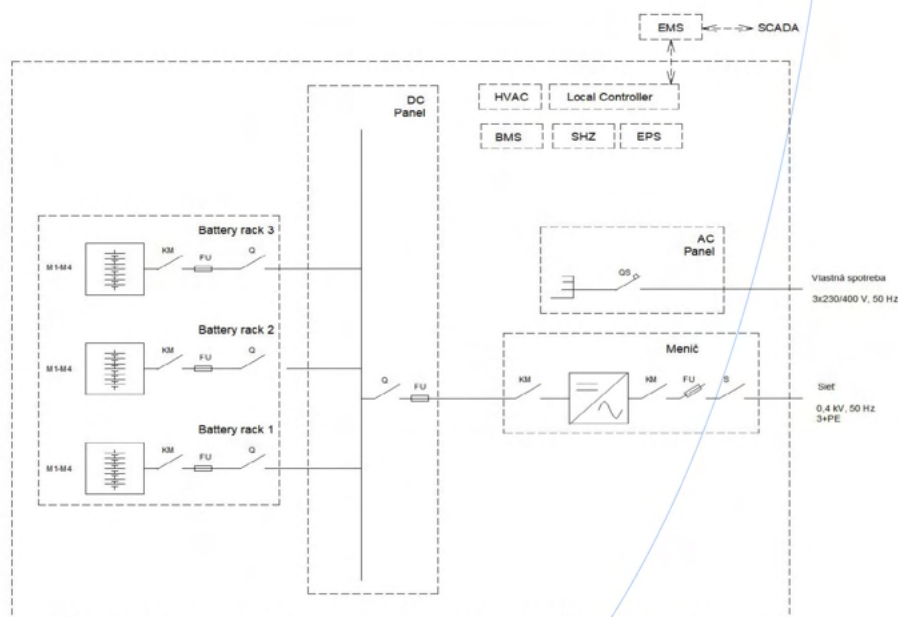 EMS
SCADA
HVAC
Local Controller
BMS
SHZ
EPS
DC
Panel
Battery rack 3
M1-M4
KM
FU
Q
Battery rack 2
M1-M4
KM
FU
Q
Battery rack 1
M1-M4
KM
FU
Q
Q
FU
AC
Panel
QS
Vlastná spotreba
3x230/400 V, 50 Hz
Menič
KM
KM
FU
S
Sieť
0,4 kV, 50 Hz
3+PE